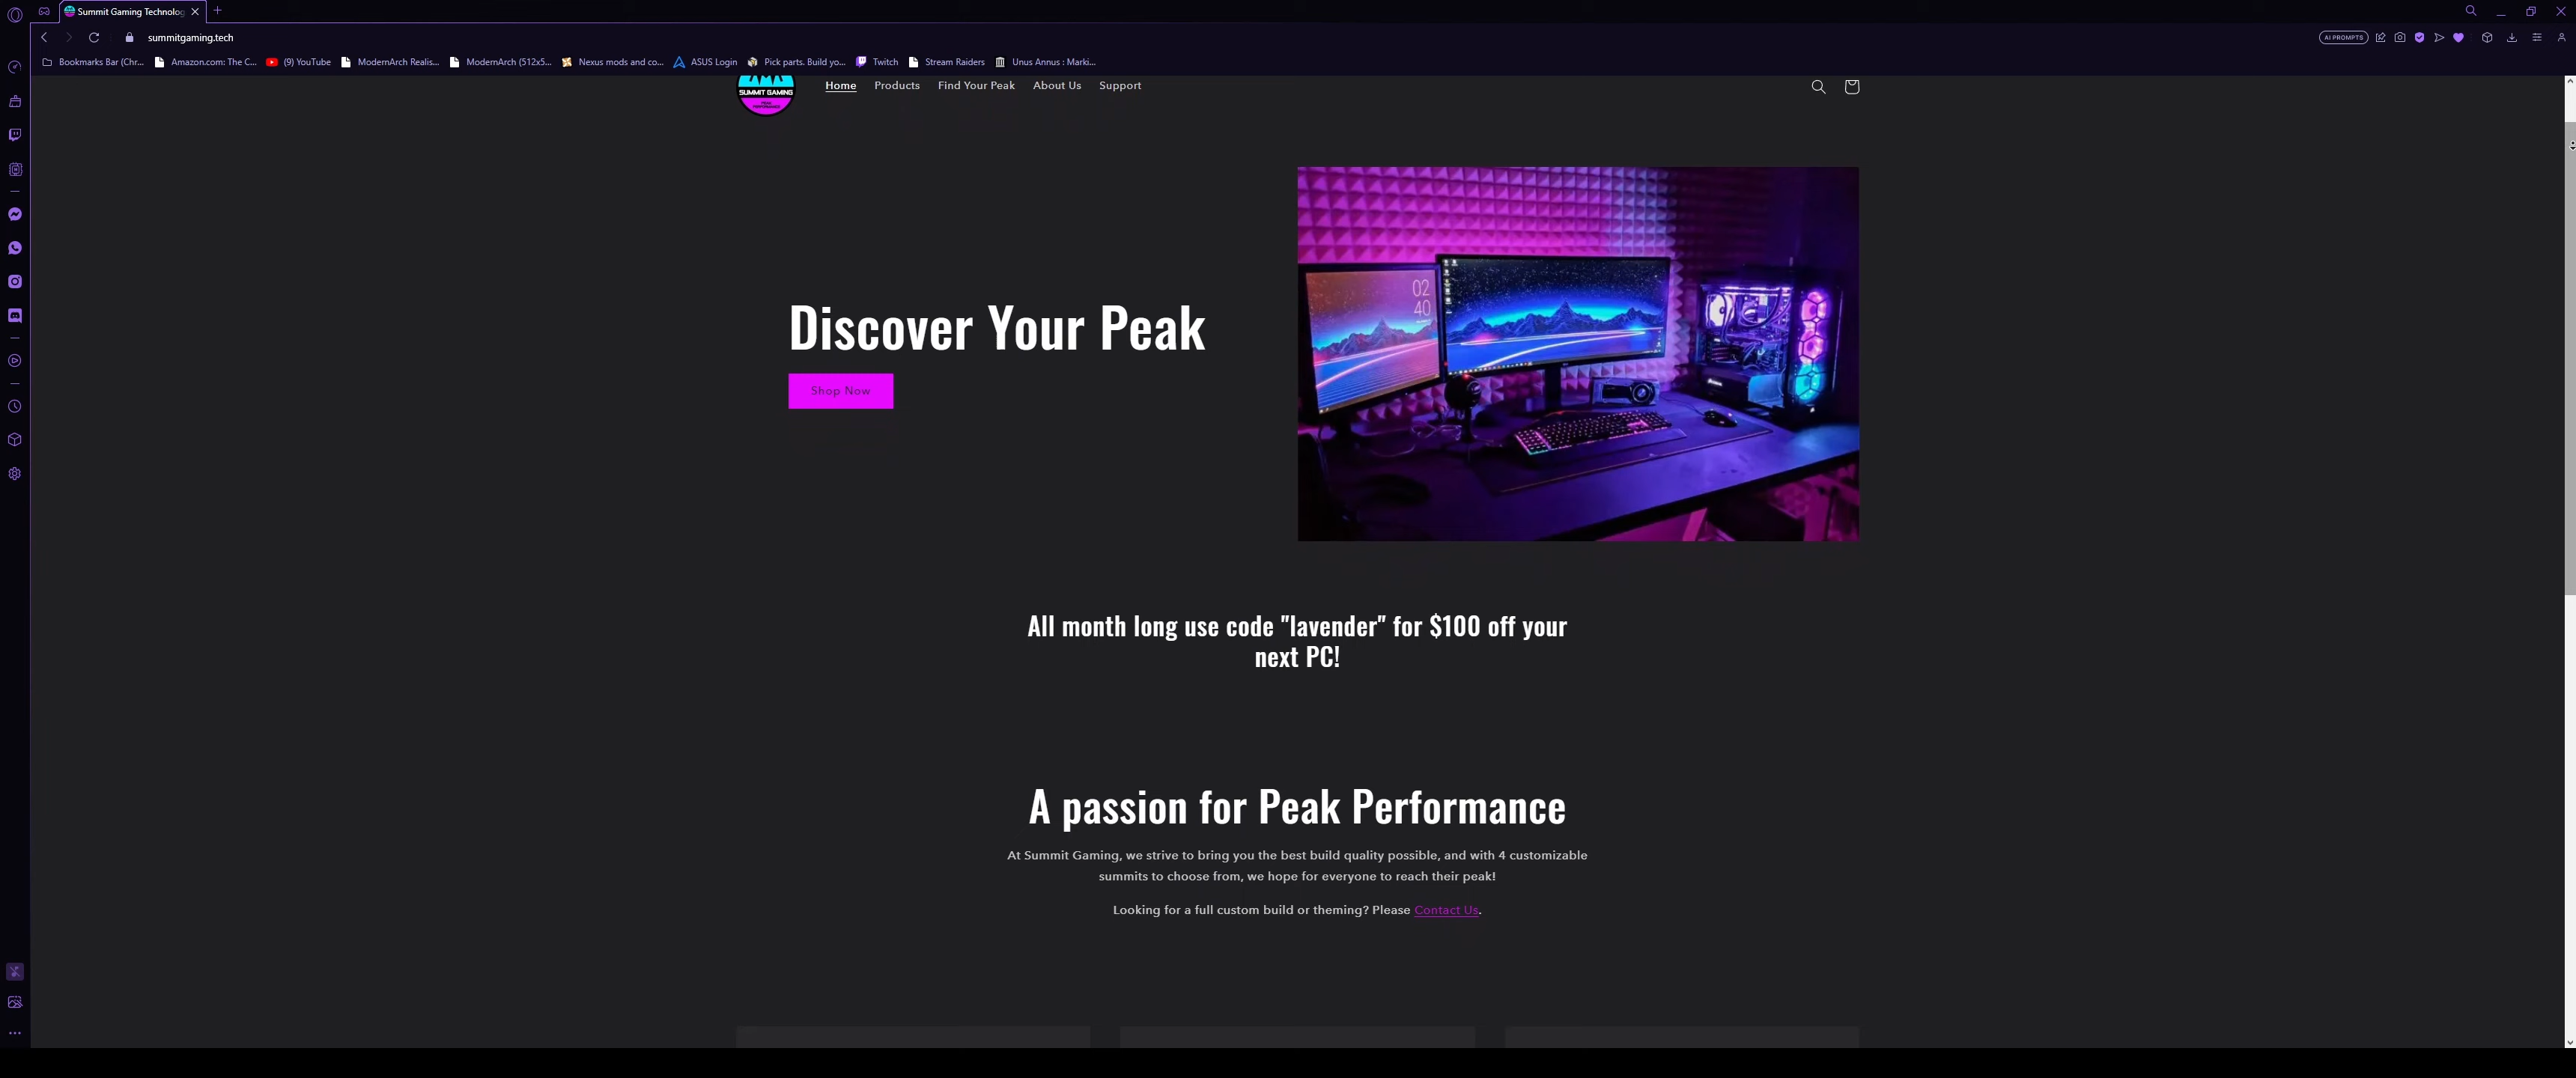 Summit Gaming Technolog
summitgaming.tech
AI PROMPTS
Bookmarks Bar (Chr... Amazon.com: The C... (9) YouTube ModernArch Realis... ModernArch (512x5... Nexus mods and co... ASUS Login Pick parts. Build yo... Twitch Stream Raiders Unus Annus : Marki...
SUMMIT GAMING
PEAK
PERFORMANCE
Home Products Find Your Peak About Us Support
02
40
Discover Your Peak
Shop Now
All month long use code "lavender" for $100 off your
next PC!
A passion for Peak Performance
At Summit Gaming, we strive to bring you the best build quality possible, and with 4 customizable
summits to choose from, we hope for everyone to reach their peak!
Looking for a full custom build or theming? Please Contact Us.